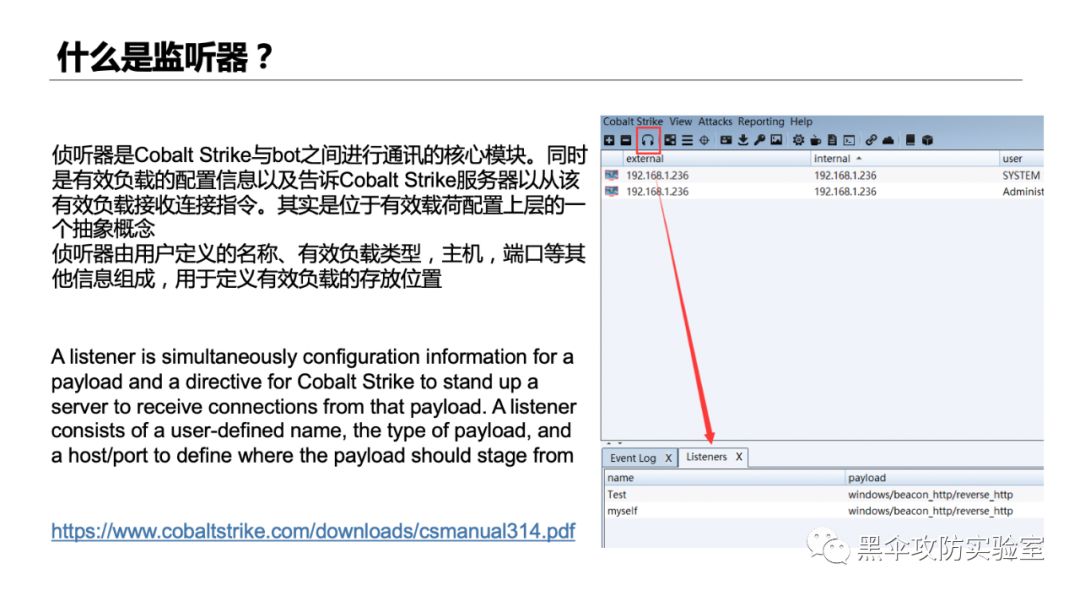 什么是监听器？
侦听器是Cobalt Strike与bot之间进行通讯的核心模块。同时
是有效负载的配置信息以及告诉Cobalt Strike服务器以从该
有效负载接收连接指令。其实是位于有效载荷配置上层的一
个抽象概念
侦听器由用户定义的名称、有效负载类型，主机，端口等其
他信息组成，用于定义有效负载的存放位置
A listener is simultaneously configuration information for a
payload and a directive for Cobalt Strike to stand up a
server to receive connections from that payload. A listener
consists of a user-defined name, the type of payload, and
a host/port to define where the payload should stage from
https://www.cobaltstrike.com/downloads/csmanual314.pdf
Cobalt Strike View Attacks Reporting Help
external internal user
192.168.1.236 192.168.1.236 SYSTEM
192.168.1.236 192.168.1.236 Administ
Event Log X Listeners X
name payload
Test windows/beacon_http/reverse_http
myself windows/beacon_http/reverse_http
黑伞攻防实验室